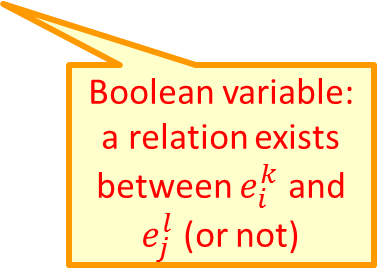 Boolean variable:
a relation exists
between $e_i^k$ and
$e_j^l$ (or not)